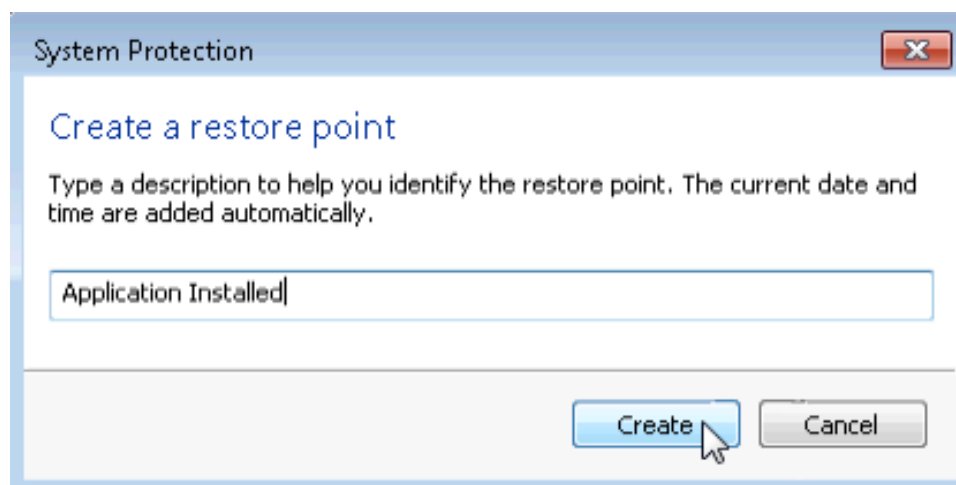 System Protection
Create a restore point
Type a description to help you identify the restore point. The current date and
time are added automatically.
Application Installed
Create
Cancel